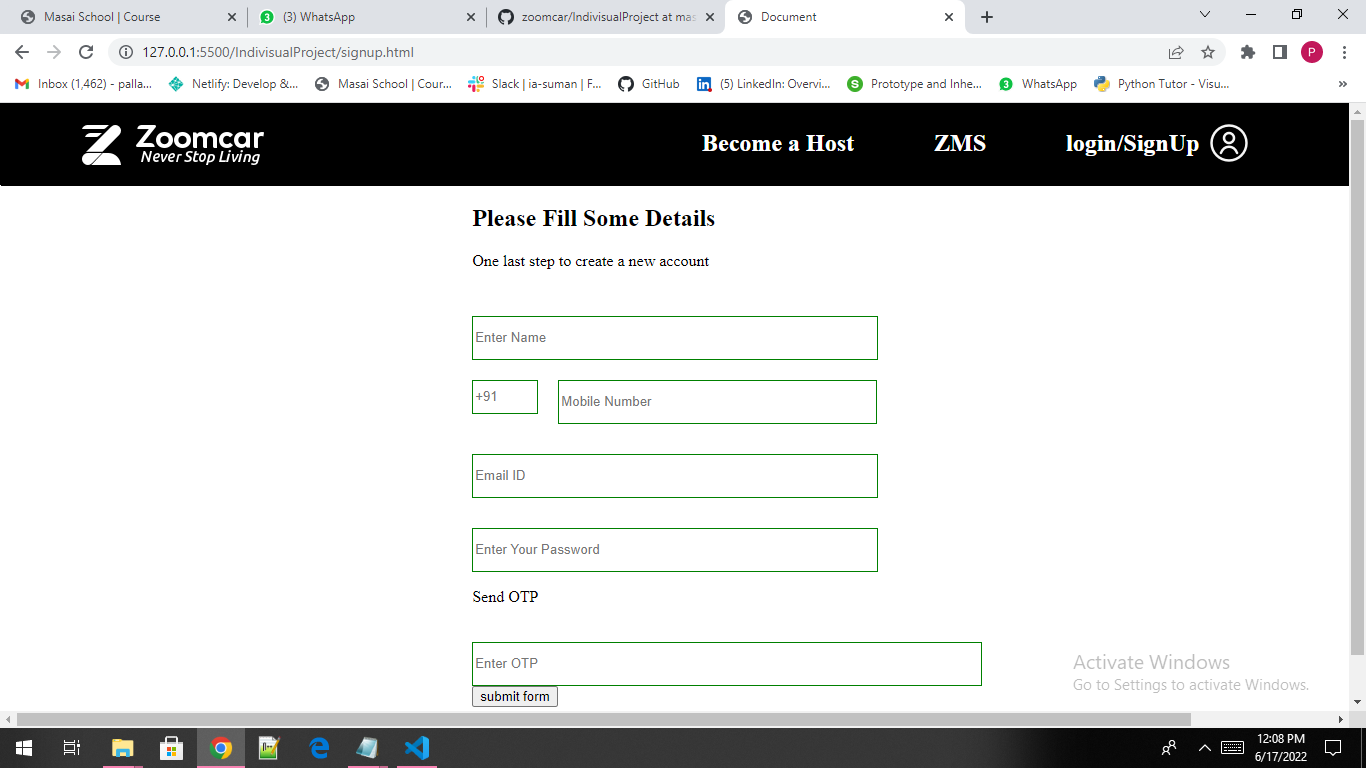 Masai School | Course
(3) WhatsApp
zoomcar/IndivisualProject at mas
Document
127.0.0.1:5500/IndivisualProject/signup.html
P
Inbox (1,462) - palla...
Netlify: Develop &...
Masai School | Cour...
Slack | ia-suman | F...
GitHub
(5) LinkedIn: Overvi...
Prototype and Inhe...
WhatsApp
Python Tutor - Visu...
Zoomcar
Never Stop Living
Become a Host
ZMS
login/SignUp
Please Fill Some Details
One last step to create a new account
Enter Name
+91
Mobile Number
Email ID
Enter Your Password
Send OTP
Enter OTP
submit form
Activate Windows
Go to Settings to activate Windows.
12:08 PM
6/17/2022